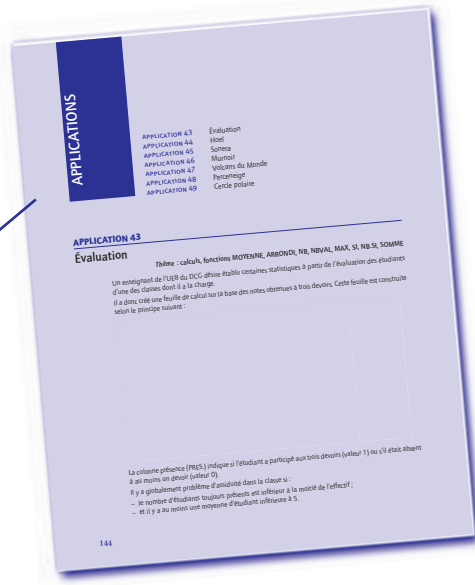 APPLICATIONS
APPLICATION 43 Évaluation
APPLICATION 44 Hoel
APPLICATION 45 Sonera
APPLICATION 46 Mumoir
APPLICATION 47 Volcans du Monde
APPLICATION 48 Perceneige
APPLICATION 49 Cercle polaire
APPLICATION 43
Évaluation
Thème : calculs, fonctions MOYENNE, ARRONDI, NB, NBVAL, MAX, SI, NB.SI, SOMME
Un enseignant de l'UE8 du DCG désire établir certaines statistiques à partir de l'évaluation des étudiants
d'une des classes dont il a la charge.
Il a donc créé une feuille de calcul sur la base des notes obtenues à trois devoirs. Cette feuille est construite
selon le principe suivant :
La colonne présence (PRES.) indique si l'étudiant a participé aux trois devoirs (valeur 1) ou s'il était absent
à au moins un devoir (valeur 0).
Il y a globalement problème d'assiduité dans la classe si :
– le nombre d'étudiants toujours présents est inférieur à la moitié de l'effectif ;
– et il y a au moins une moyenne d'étudiant inférieure à 5.
144